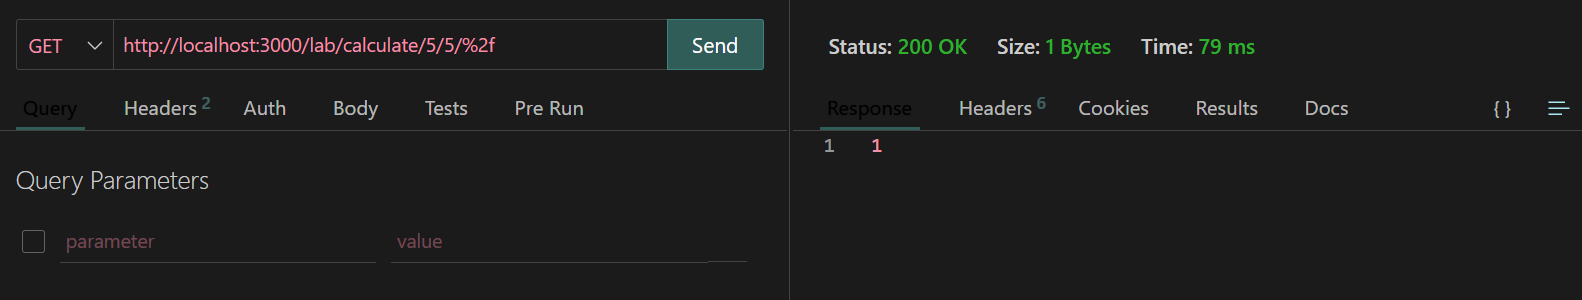 GET http://localhost:3000/lab/calculate/5/5/%2f Send
Query Headers 2 Auth Body Tests Pre Run
Query Parameters
parameter value
Status: 200 OK Size: 1 Bytes Time: 79 ms
Response Headers 6 Cookies Results Docs { }
1 1